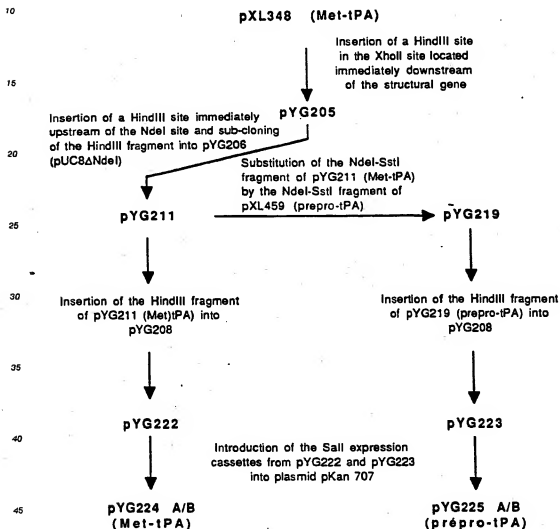 10
pXL348 (Met-tPA)
Insertion of a HindIII site
in the XhoII site located
immediately downstream
of the structural gene
15
pYG205
Insertion of a HindIII site immediately
upstream of the NdeI site and sub-cloning
of the HindIII fragment into pYG206
(pUC8ΔNdeI)
20
Substitution of the NdeI-SstI
fragment of pYG211 (Met-tPA)
by the NdeI-SstI fragment of
pXL459 (prepro-tPA)
pYG211
pYG219
25
30
Insertion of the HindIII fragment
of pYG211 (Met)tPA) into
pYG208
Insertion of the HindIII fragment
of pYG219 (prepro-tPA) into
pYG208
35
pYG222
pYG223
40
Introduction of the SalI expression
cassettes from pYG222 and pYG223
into plasmid pKan 707
45
pYG224 A/B
(Met-tPA)
pYG225 A/B
(prépro-tPA)